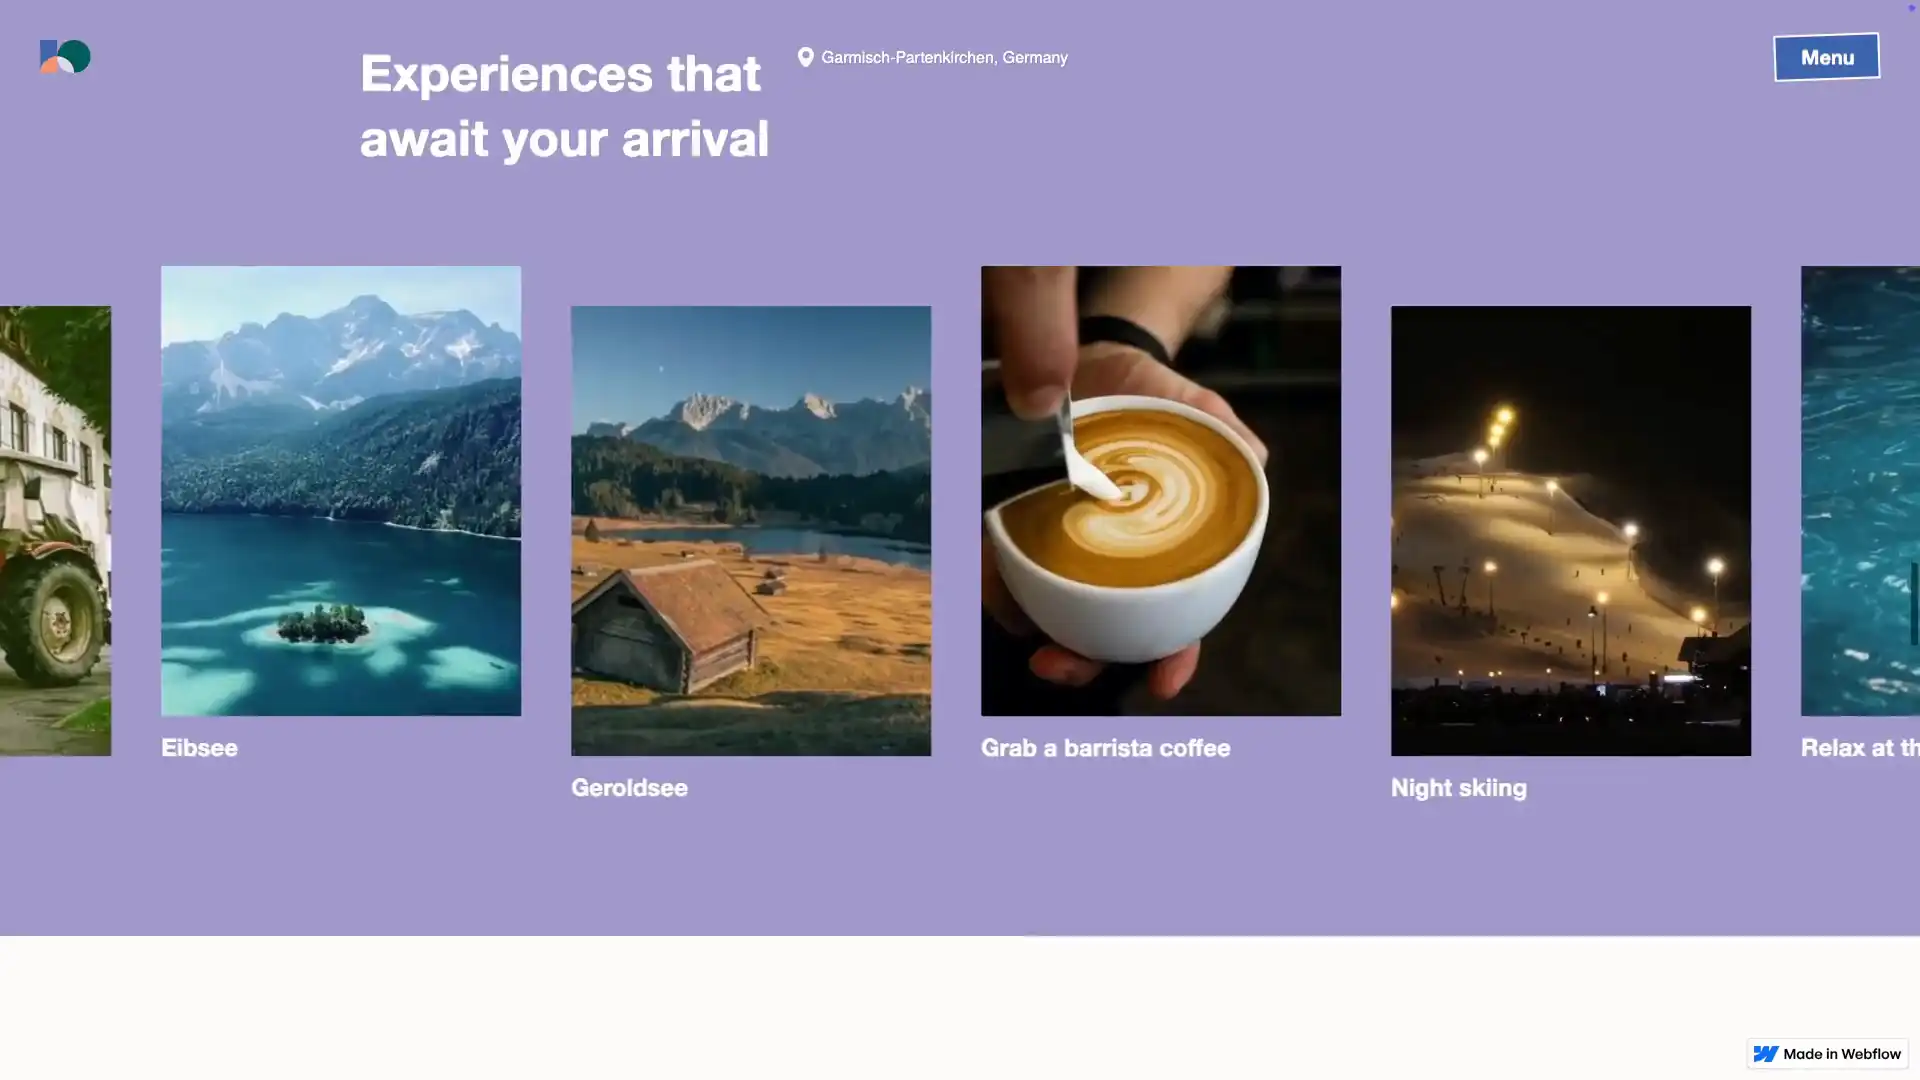 Experiences that
await your arrival
Garmisch-Partenkirchen, Germany
Menu
Eibsee
Geroldsee
Grab a barrista coffee
Night skiing
Relax at
Made in Webflow